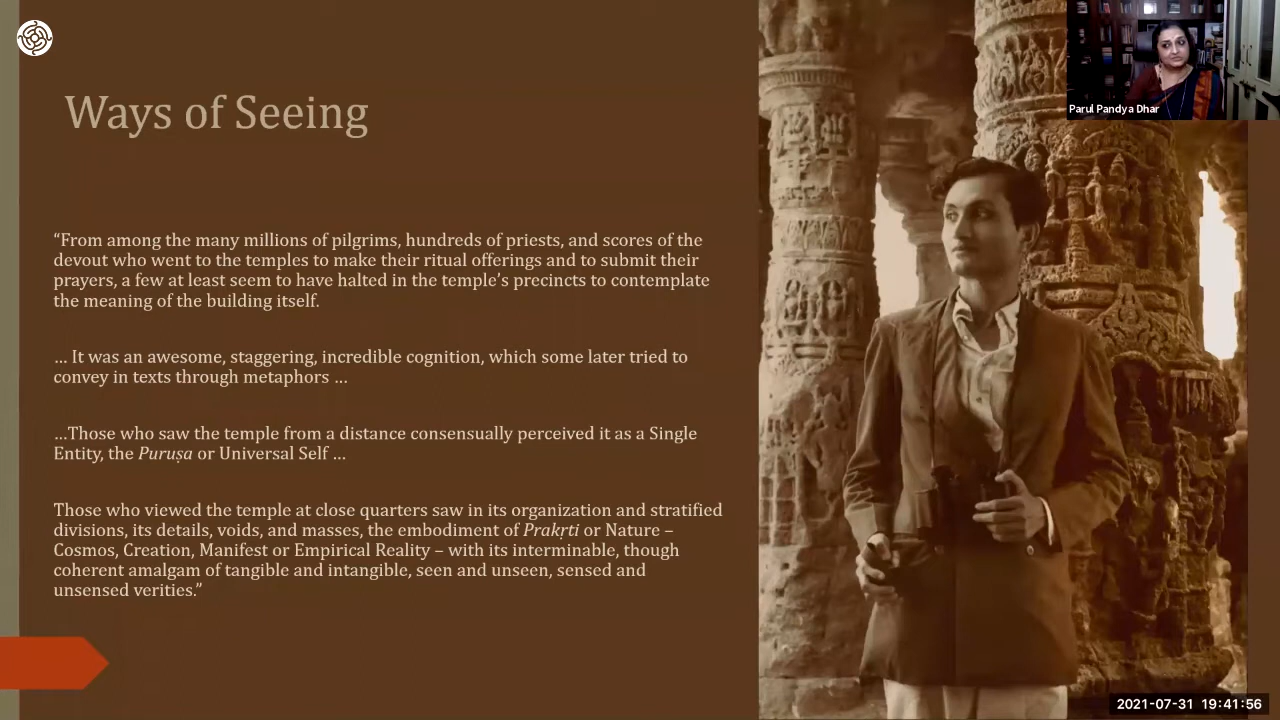 Ways of Seeing
“From among the many millions of pilgrims, hundreds of priests, and scores of the
devout who went to the temples to make their ritual offerings and to submit their
prayers, a few at least seem to have halted in the temple’s precincts to contemplate
the meaning of the building itself.
... It was an awesome, staggering, incredible cognition, which some later tried to
convey in texts through metaphors ...
...Those who saw the temple from a distance consensually perceived it as a Single
Entity, the Puruṣa or Universal Self ...
Those who viewed the temple at close quarters saw in its organization and stratified
divisions, its details, voids, and masses, the embodiment of Prakṛti or Nature –
Cosmos, Creation, Manifest or Empirical Reality – with its interminable, though
coherent amalgam of tangible and intangible, seen and unseen, sensed and
unsensed verities.”
Parul Pandya Dhar
2021-07-31 19:41:56